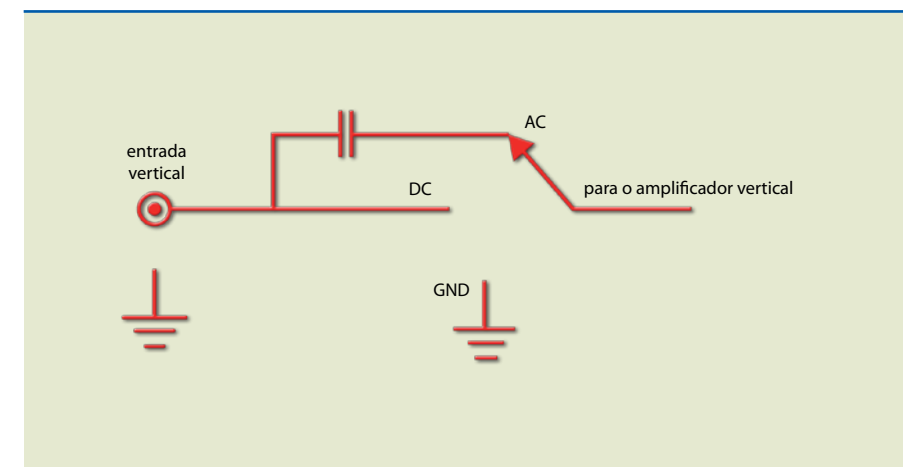 AC
entrada
vertical
DC
para o amplificador vertical
GND